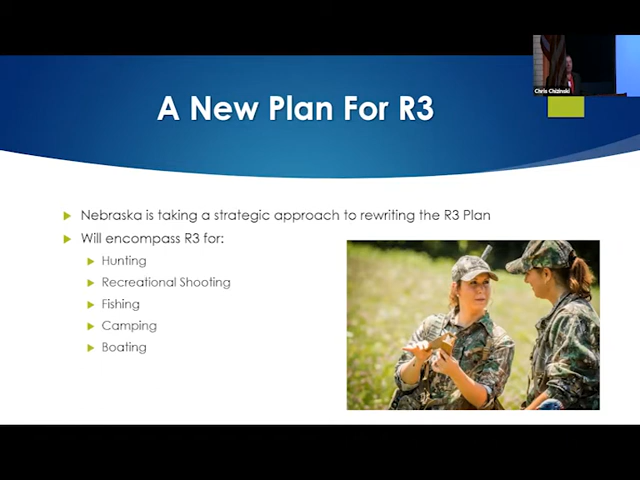 Chris Chizinski
A New Plan For R3
Nebraska is taking a strategic approach to rewriting the R3 Plan
Will encompass R3 for:
Hunting
Recreational Shooting
Fishing
Camping
Boating